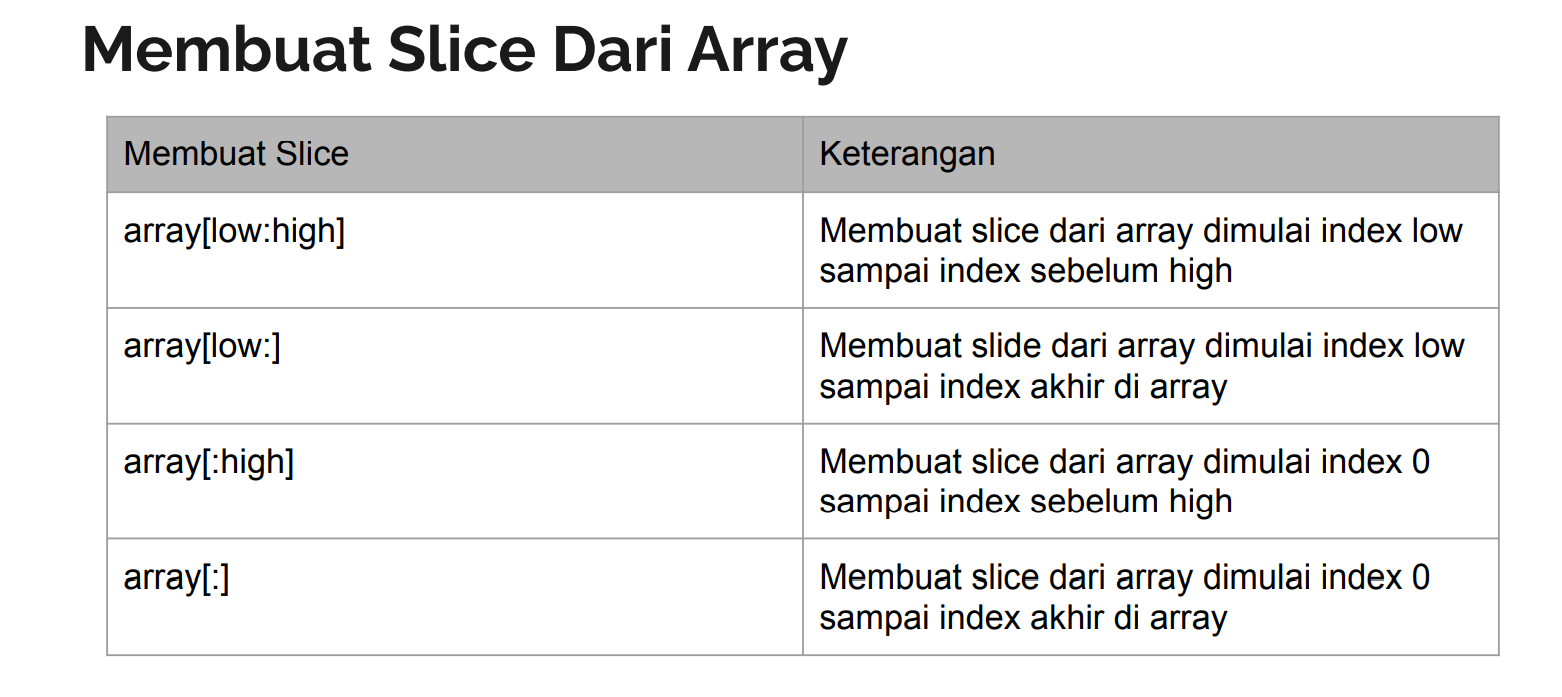 Membuat Slice Dari Array
Membuat Slice
Keterangan
array[low:high]
Membuat slice dari array dimulai index low
sampai index sebelum high
array[low:]
Membuat slide dari array dimulai index low
sampai index akhir di array
array[:high]
Membuat slice dari array dimulai index 0
sampai index sebelum high
array[:]
Membuat slice dari array dimulai index 0
sampai index akhir di array